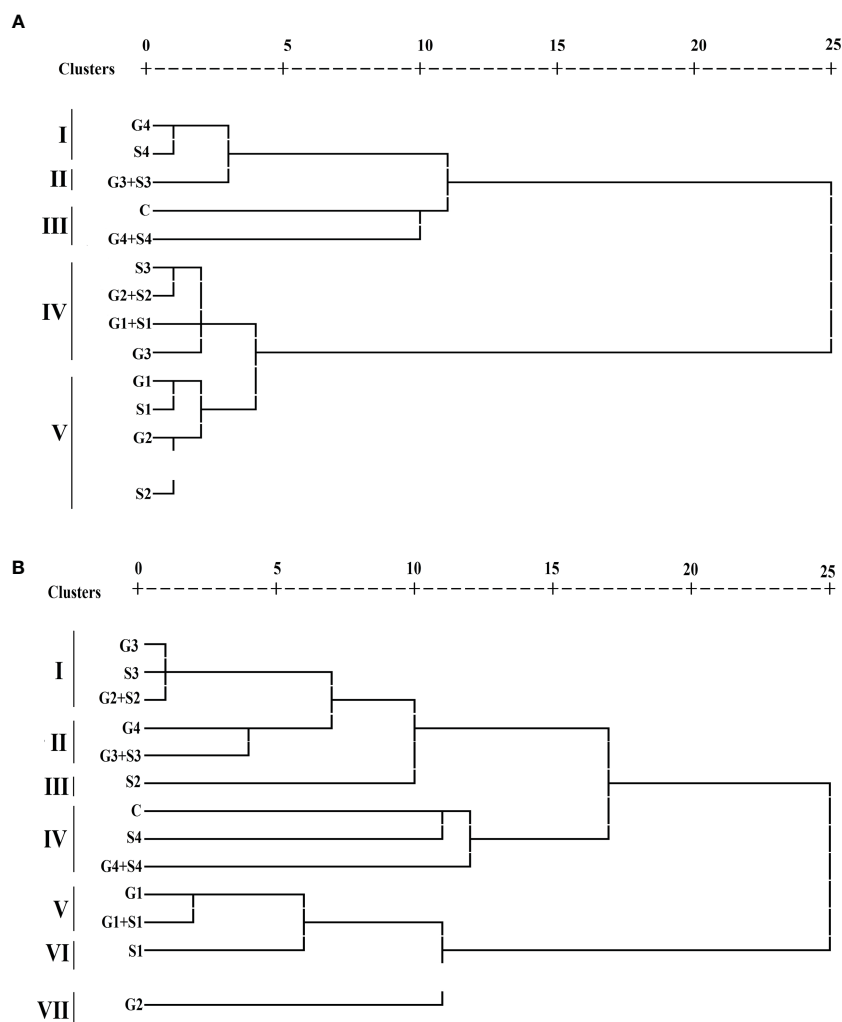 A
0 5 10 15 20 25
Clusters
I
G4
S4
II
G3+S3
III
C
G4+S4
IV
S3
G2+S2
G1+S1
G3
V
G1
S1
G2
S2
B
0 5 10 15 20 25
Clusters
I
G3
S3
G2+S2
II
G4
G3+S3
III
S2
IV
C
S4
G4+S4
V
G1
G1+S1
VI
S1
VII
G2